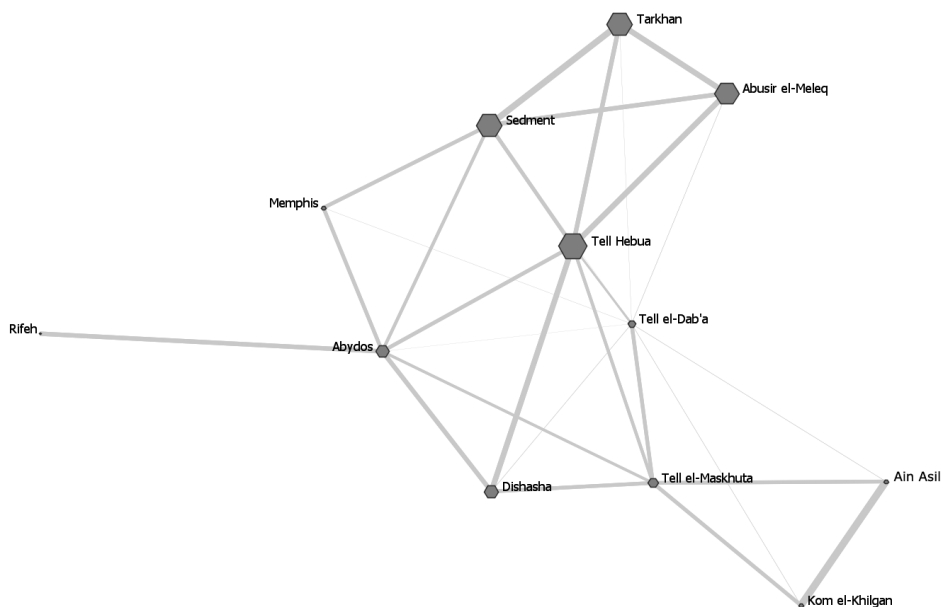 Tarkhan
Abusir el-Meleq
Sedment
Memphis
Tell Hebua
Tell el-Dab'a
Rifeh
Abydos
Ain Asil
Tell el-Maskhuta
Dishasha
Kom el-Khilgan